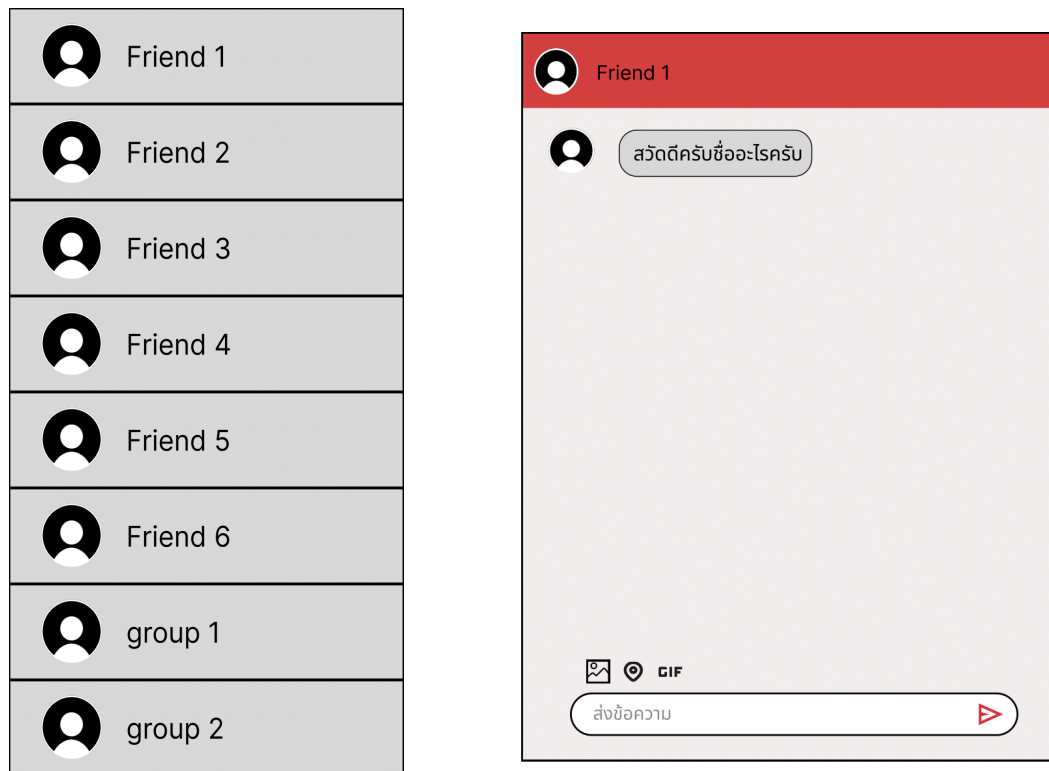 Friend 1
Friend 2
Friend 3
Friend 4
Friend 5
Friend 6
group 1
group 2
Friend 1
สวัดดีครับชื่ออะไรครับ
GIF
ส่งข้อความ